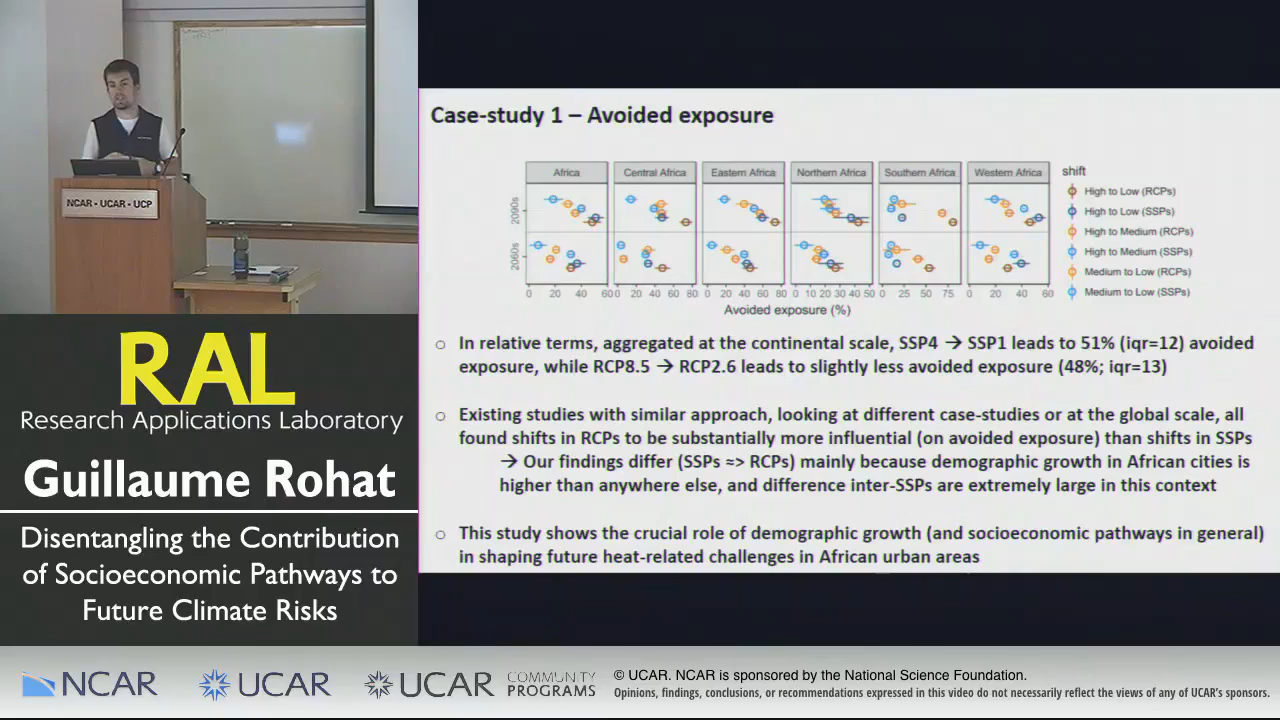 NCAR • UCAR • UCP
RAL
Research Applications Laboratory
Guillaume Rohat
Disentangling the Contribution
of Socioeconomic Pathways to
Future Climate Risks
Case-study 1 – Avoided exposure
Africa
Central Africa
Eastern Africa
Northern Africa
Southern Africa
Western Africa
2090s
2060s
0 20 40 60
0 20 40 60 80
0 20 40 60 80
0 10 20 30 40 50
0 25 50 75
0 20 40 60
Avoided exposure (%)
shift
High to Low (RCPs)
High to Low (SSPs)
High to Medium (RCPs)
High to Medium (SSPs)
Medium to Low (RCPs)
Medium to Low (SSPs)
○ In relative terms, aggregated at the continental scale, SSP4 → SSP1 leads to 51% (iqr=12) avoided
exposure, while RCP8.5 → RCP2.6 leads to slightly less avoided exposure (48%; iqr=13)
○ Existing studies with similar approach, looking at different case-studies or at the global scale, all
found shifts in RCPs to be substantially more influential (on avoided exposure) than shifts in SSPs
→ Our findings differ (SSPs ≈> RCPs) mainly because demographic growth in African cities is
higher than anywhere else, and difference inter-SSPs are extremely large in this context
○ This study shows the crucial role of demographic growth (and socioeconomic pathways in general)
in shaping future heat-related challenges in African urban areas
NCAR
UCAR
UCAR
COMMUNITY
PROGRAMS
© UCAR. NCAR is sponsored by the National Science Foundation.
Opinions, findings, conclusions, or recommendations expressed in this video do not necessarily reflect the views of any of UCAR's sponsors.